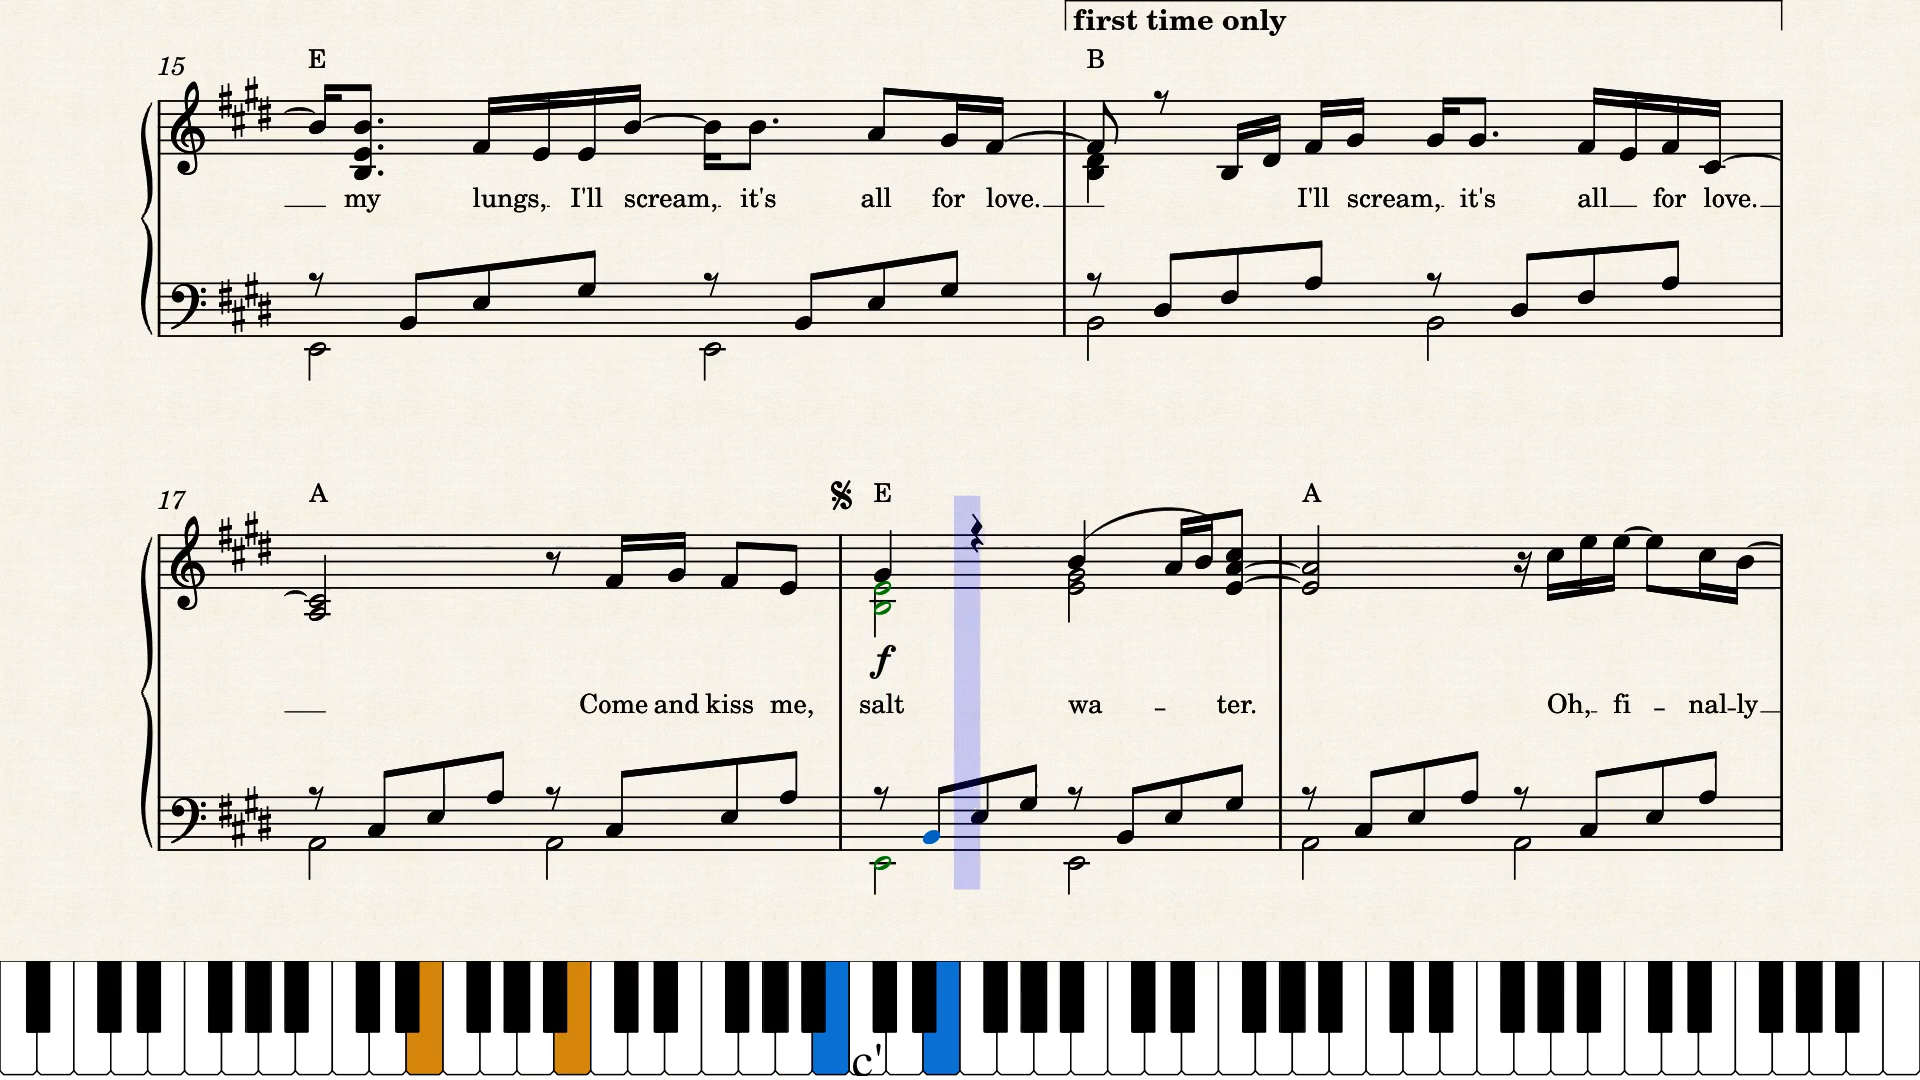 first time only
15 E B
my lungs, I'll scream, it's all for love. I'll scream, it's all for love.
17 A E A
f
Come and kiss me, salt wa - ter. Oh, fi - nal-ly
c'